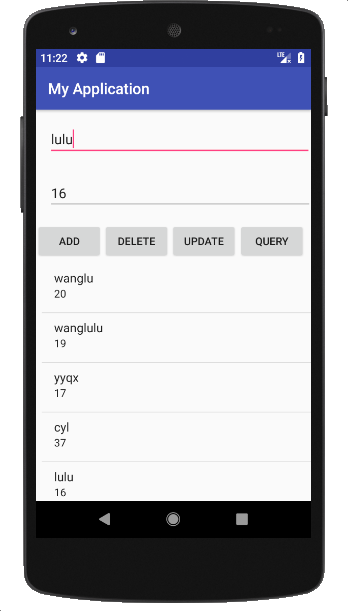 11:22 LTE
My Application
lulu
16
ADD DELETE UPDATE QUERY
wanglu
20
wanglulu
19
yyqx
17
cyl
37
lulu
16